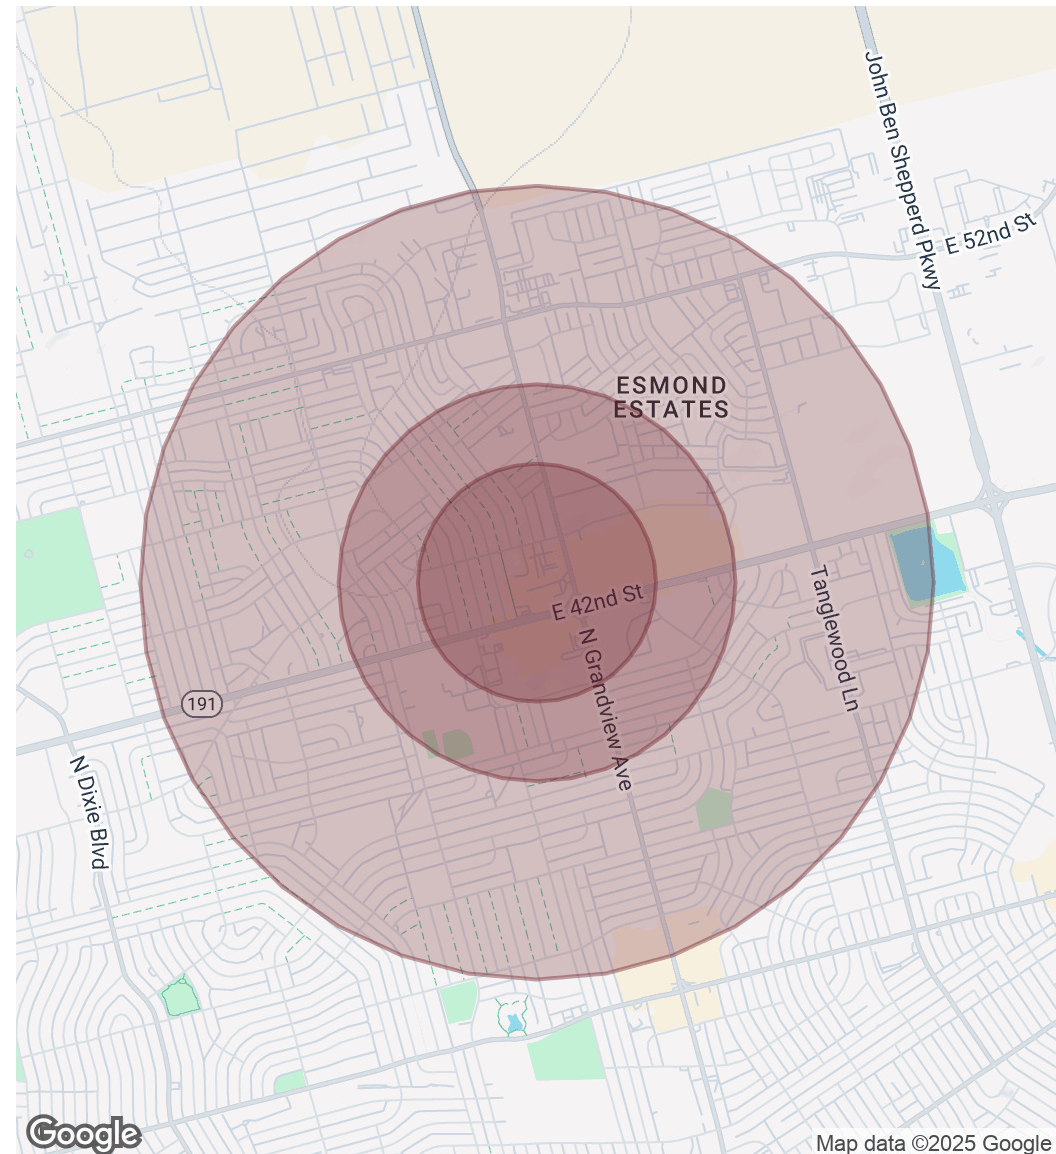 John Ben Shepperd Pkwy
E 52nd St
ESMOND
ESTATES
E 42nd St
Tanglewood Ln
N Grandview Ave
191
N Dixie Blvd
Google
Map data ©2025 Google